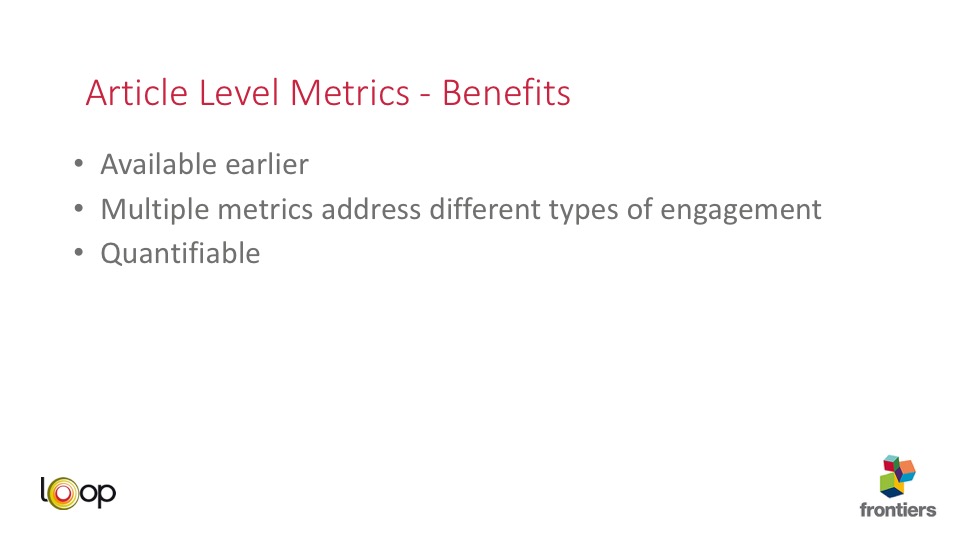 Article Level Metrics - Benefits
• Available earlier
• Multiple metrics address different types of engagement
• Quantifiable
loop
frontiers